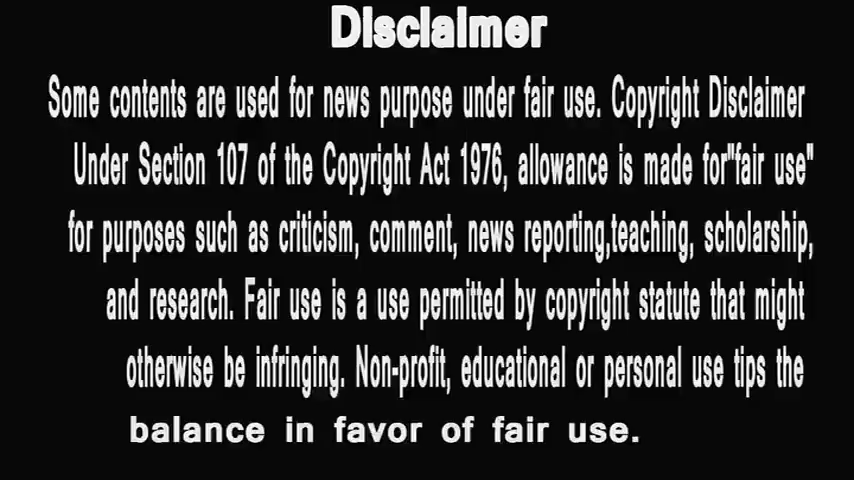 Disclaimer
Some contents are used for news purpose under fair use. Copyright Disclaimer
Under Section 107 of the Copyright Act 1976, allowance is made for"fair use"
for purposes such as criticism, comment, news reporting,teaching, scholarship,
and research. Fair use is a use permitted by copyright statute that might
otherwise be infringing. Non-profit, educational or personal use tips the
balance in favor of fair use.